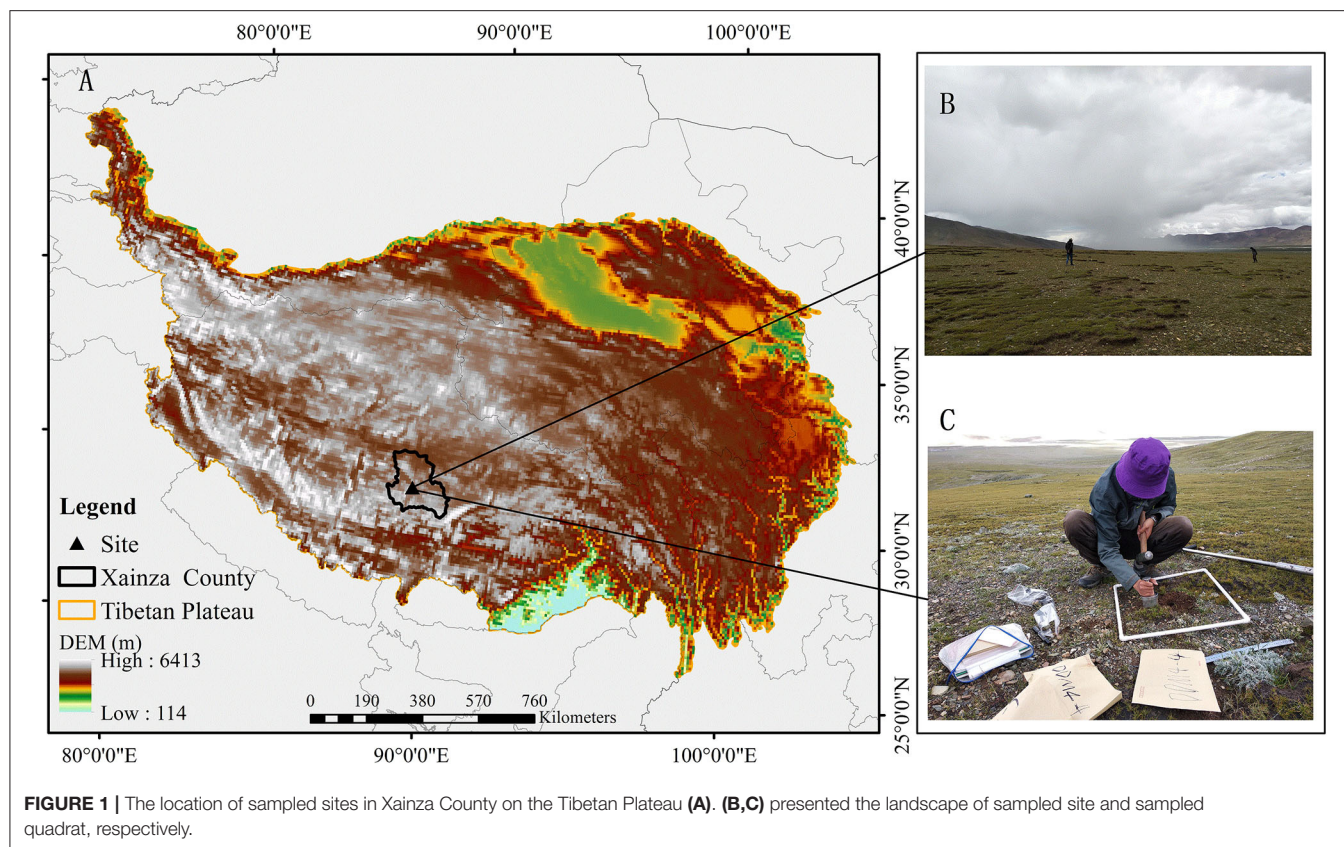 80°0'0"E 90°0'0"E 100°0'0"E
A
40°0'0"N
35°0'0"N
30°0'0"N
25°0'0"N
Legend
Site
Xainza County
Tibetan Plateau
DEM (m)
High : 6413
Low : 114
0 190 380 570 760
Kilometers
80°0'0"E 90°0'0"E 100°0'0"E
B
C
FIGURE 1 | The location of sampled sites in Xainza County on the Tibetan Plateau (A). (B,C) presented the landscape of sampled site and sampled
quadrat, respectively.